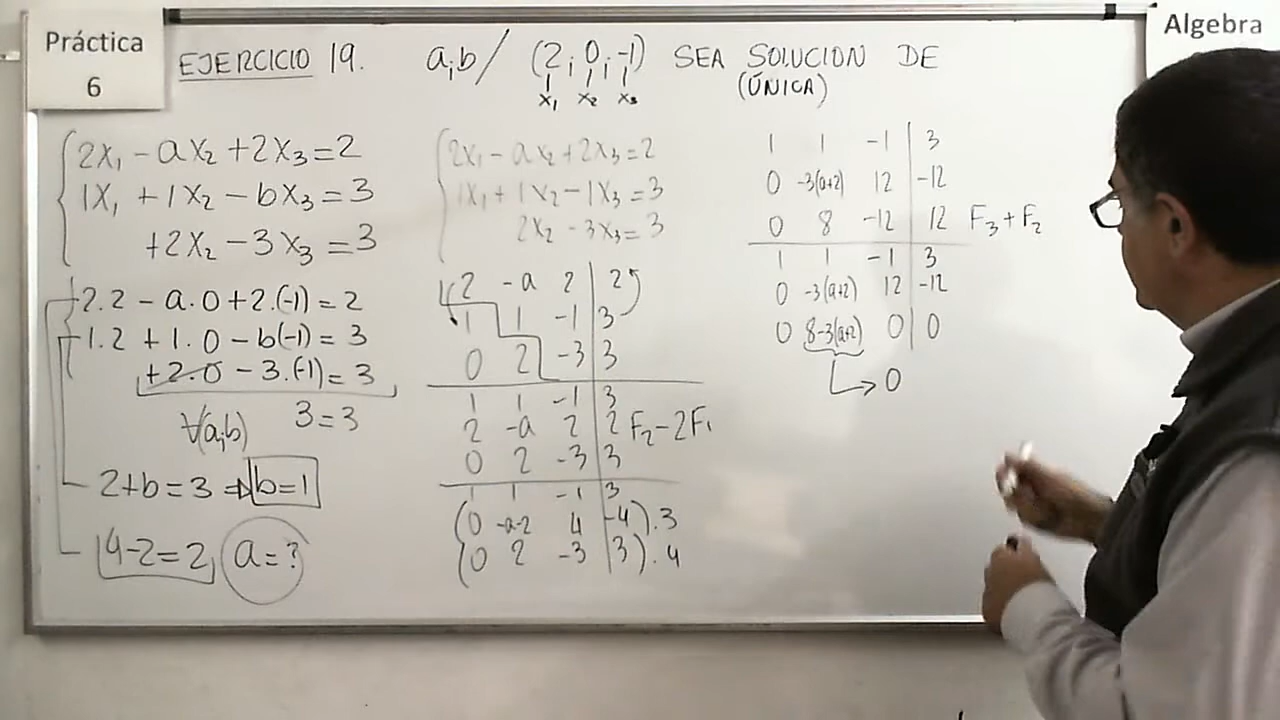 Práctica
6
Algebra
EJERCICIO 19. a,b/ (2, 0, -1) SEA SOLUCION DE
x₁ x₂ x₃ (ÚNICA)
2x₁ - ax₂ + 2x₃ = 2
1x₁ + 1x₂ - bx₃ = 3
+2x₂ - 3x₃ = 3
2.2 - a.0 + 2.(-1) = 2
1.2 + 1.0 - b(-1) = 3
+2.0 - 3.(-1) = 3
∀(a,b) 3 = 3
2+b = 3 ⇒ b=1
4-2=2 a=?
2x₁ - ax₂ + 2x₃ = 2
1x₁ + 1x₂ - 1x₃ = 3
2x₂ - 3x₃ = 3
2 -a 2 | 2
1 1 -1 | 3
0 2 -3 | 3
1 1 -1 | 3
2 -a 2 | 2 F₂-2F₁
0 2 -3 | 3
1 1 -1 | 3
(0 -a-2 4 | -4).3
(0 2 -3 | 3).4
1 1 -1 | 3
0 -3(a+2) 12 | -12
0 8 -12 | 12 F₃+F₂
1 1 -1 | 3
0 -3(a+2) 12 | -12
0 8-3(a+2) 0 | 0
→ 0